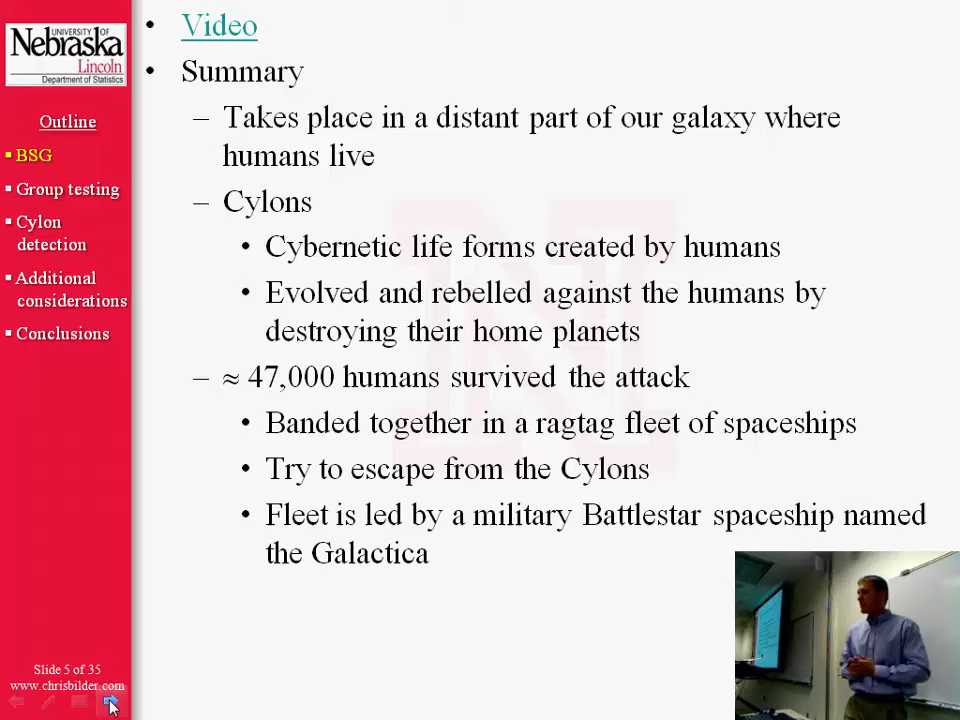 UNIVERSITY OF
Nebraska
Lincoln
Department of Statistics
Outline
▪ BSG
▪ Group testing
▪ Cylon
detection
▪ Additional
considerations
▪ Conclusions
Slide 5 of 35
www.chrisbilder.com
• Video
• Summary
– Takes place in a distant part of our galaxy where
humans live
– Cylons
• Cybernetic life forms created by humans
• Evolved and rebelled against the humans by
destroying their home planets
– ≈ 47,000 humans survived the attack
• Banded together in a ragtag fleet of spaceships
• Try to escape from the Cylons
• Fleet is led by a military Battlestar spaceship named
the Galactica
N